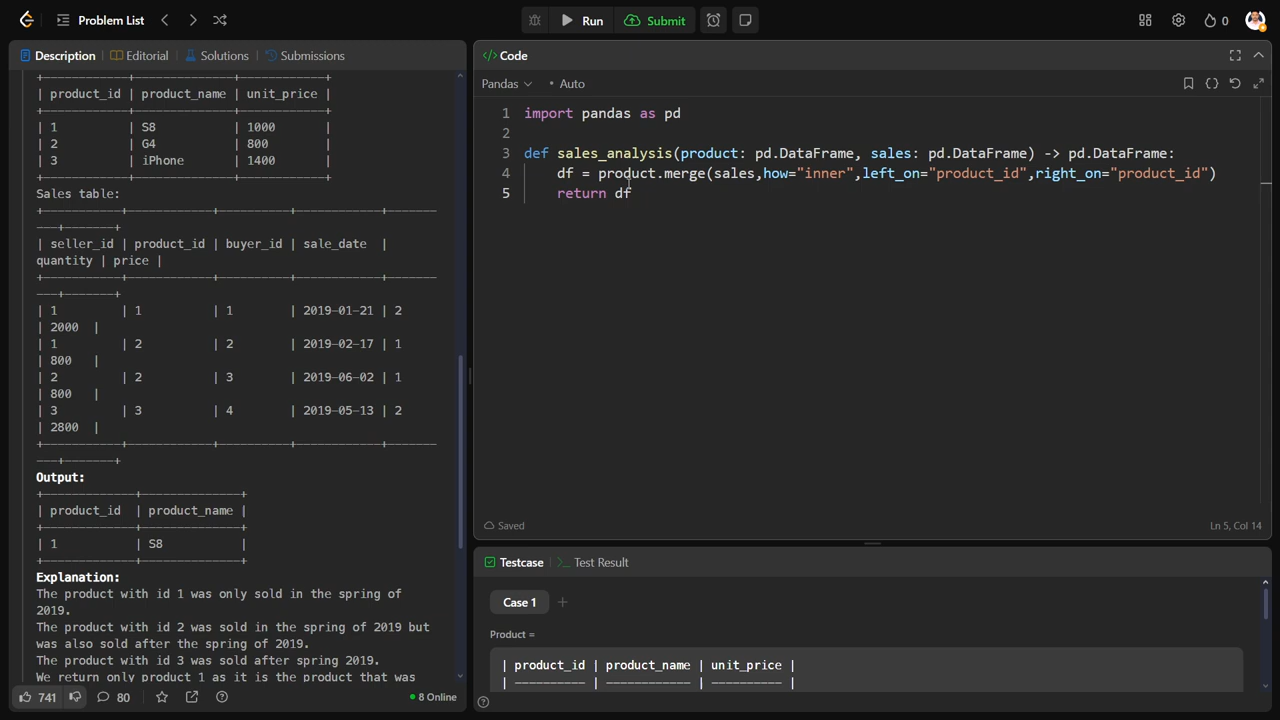 Problem List
Run
Submit
0
Description
Editorial
Solutions
Submissions
+————————————+——————————————+————————————+
| product_id | product_name | unit_price |
+————————————+——————————————+————————————+
| 1          | S8           | 1000       |
| 2          | G4           | 800        |
| 3          | iPhone       | 1400       |
+————————————+——————————————+————————————+
Sales table:
+———————————+————————————+——————————+————————————+——————
———+———————+
| seller_id | product_id | buyer_id | sale_date  |
quantity | price |
+———————————+————————————+——————————+————————————+——————
———+———————+
| 1         | 1          | 1        | 2019-01-21 | 2
| 2000  |
| 1         | 2          | 2        | 2019-02-17 | 1
| 800   |
| 2         | 2          | 3        | 2019-06-02 | 1
| 800   |
| 3         | 3          | 4        | 2019-05-13 | 2
| 2800  |
+———————————+————————————+——————————+————————————+——————
———+———————+
Output:
+————————————+——————————————+
| product_id | product_name |
+————————————+——————————————+
| 1          | S8           |
+————————————+——————————————+
Explanation:
The product with id 1 was only sold in the spring of
2019.
The product with id 2 was sold in the spring of 2019 but
was also sold after the spring of 2019.
The product with id 3 was sold after spring 2019.
We return only product 1 as it is the product that was
741
80
8 Online
</> Code
Pandas
Auto
1 import pandas as pd
2
3 def sales_analysis(product: pd.DataFrame, sales: pd.DataFrame) -> pd.DataFrame:
4     df = product.merge(sales,how="inner",left_on="product_id",right_on="product_id")
5     return df
Saved
Ln 5, Col 14
Testcase
>_ Test Result
Case 1
Product =
| product_id | product_name | unit_price |
| —————————— | ———————————— | —————————— |